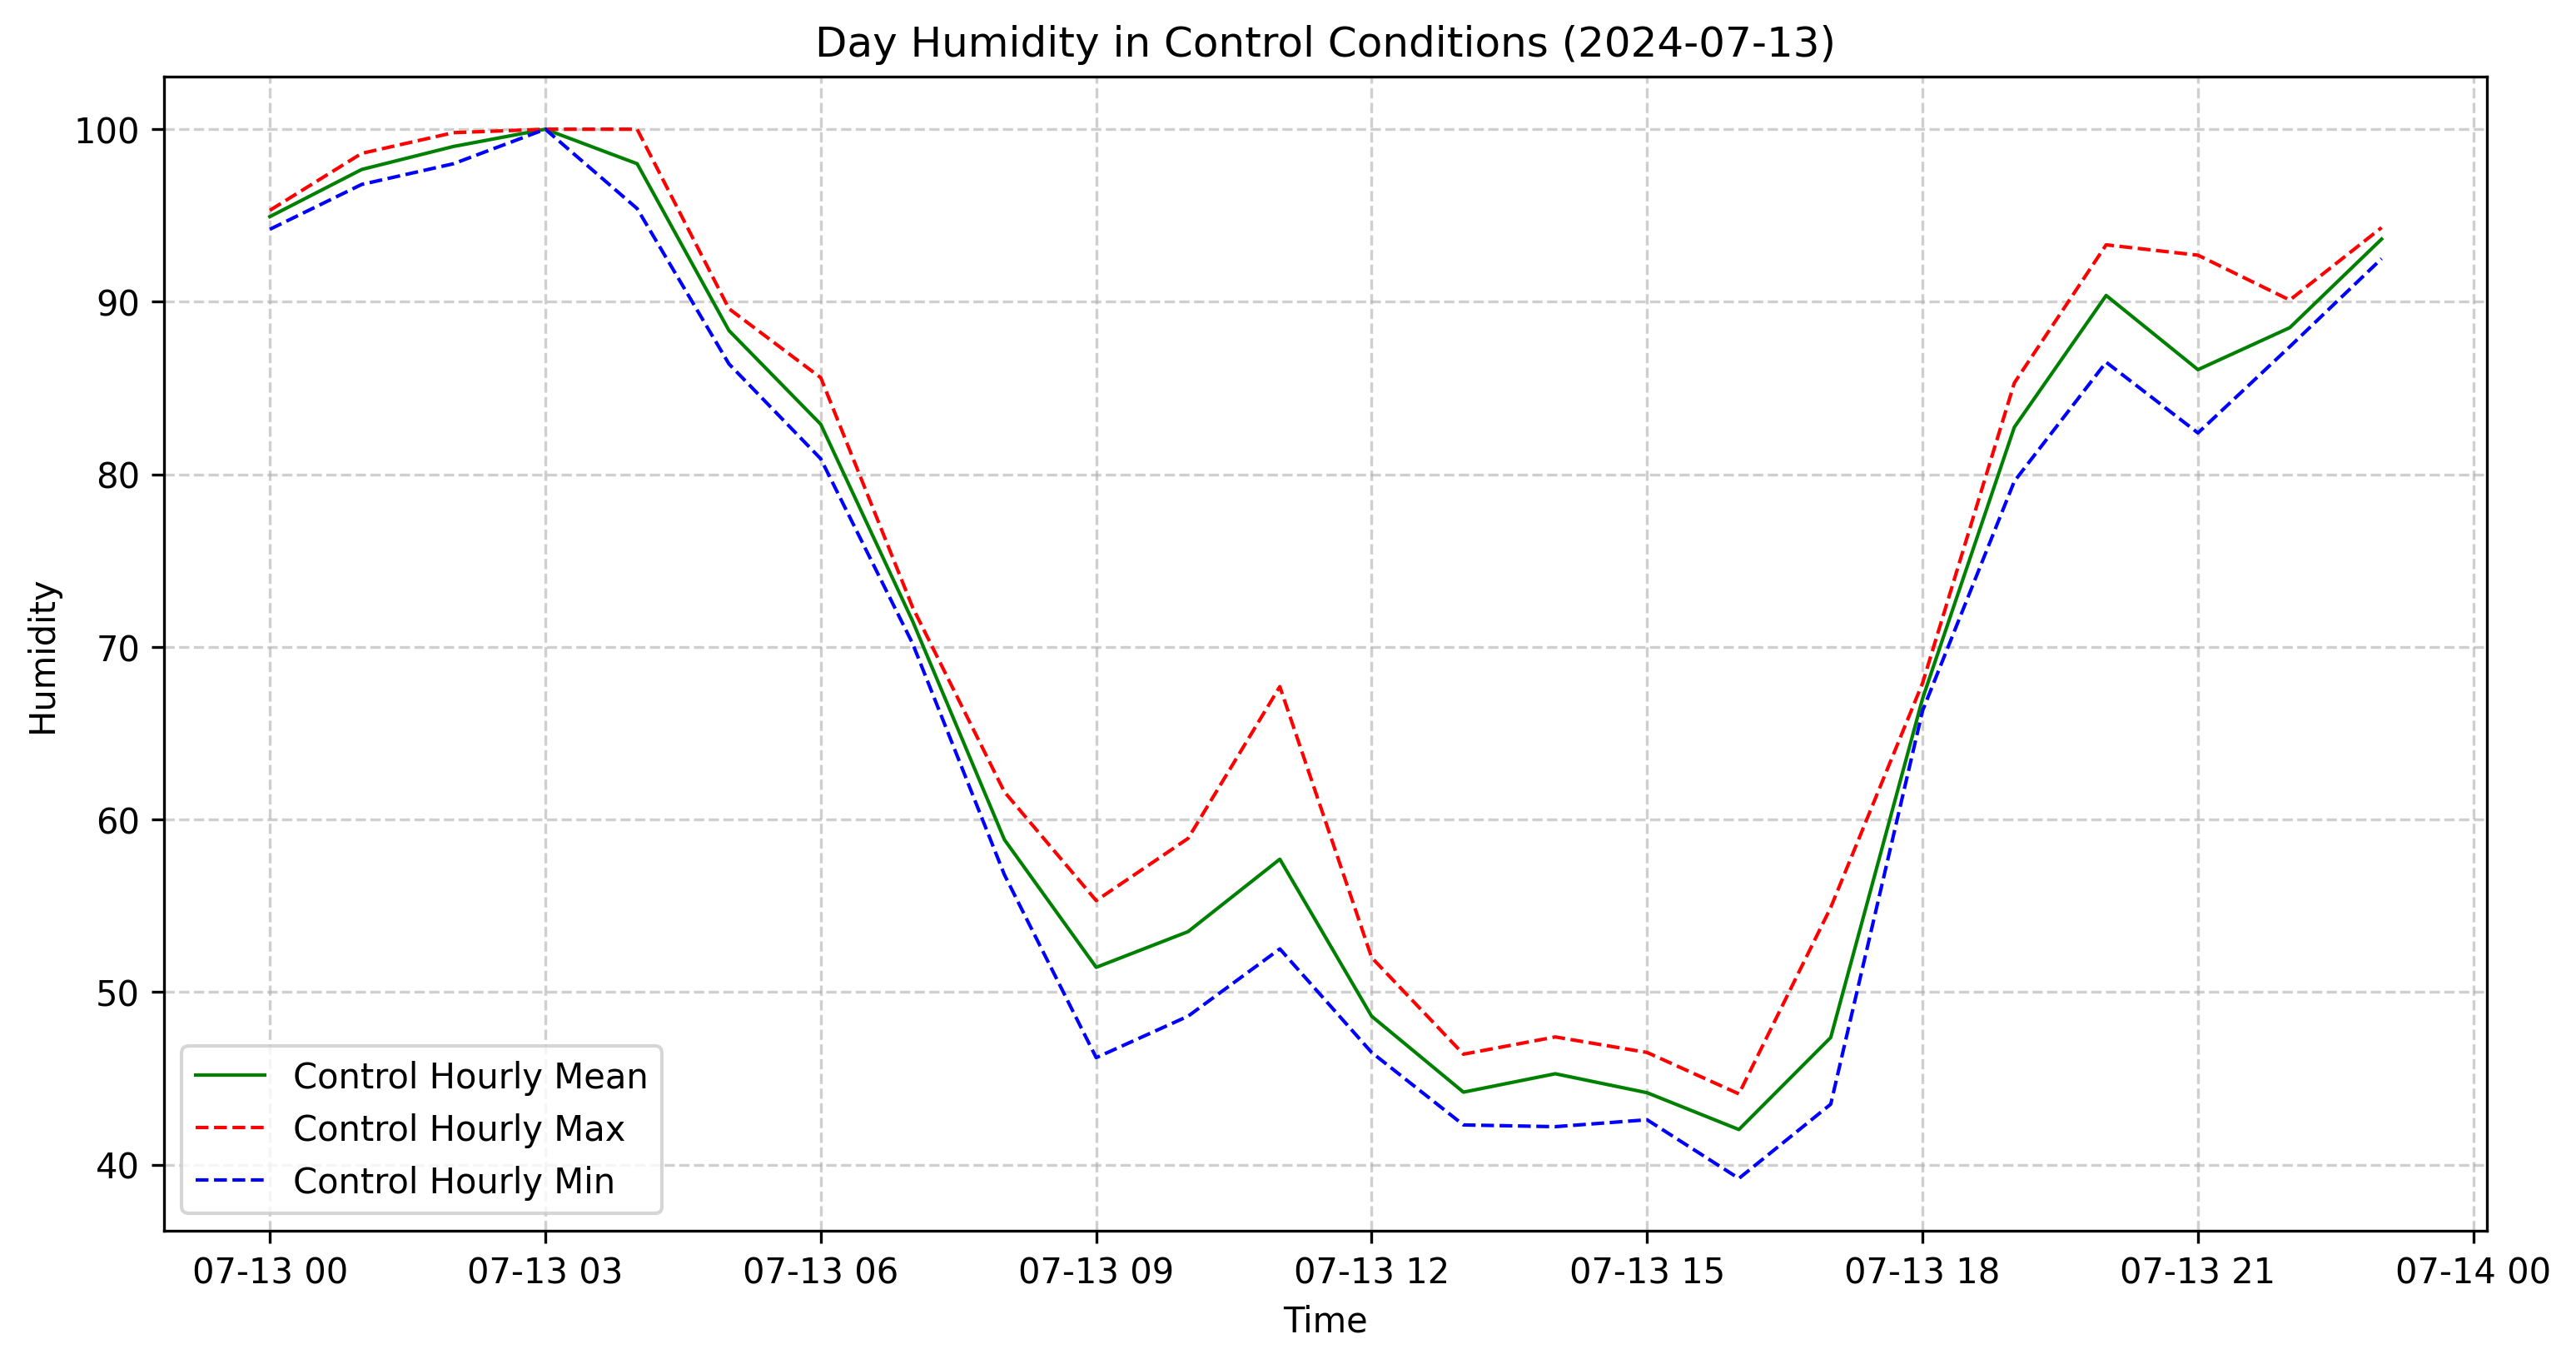 Day Humidity in Control Conditions (2024-07-13)
Humidity
100
90
80
70
60
50
40
Control Hourly Mean
Control Hourly Max
Control Hourly Min
07-13 00 07-13 03 07-13 06 07-13 09 07-13 12 07-13 15 07-13 18 07-13 21 07-14 00
Time